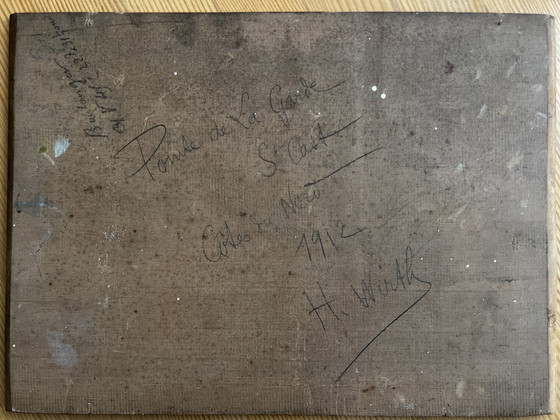 Pointe de La Garde
St Cast
Côtes du Nord
1912
H. Wirth